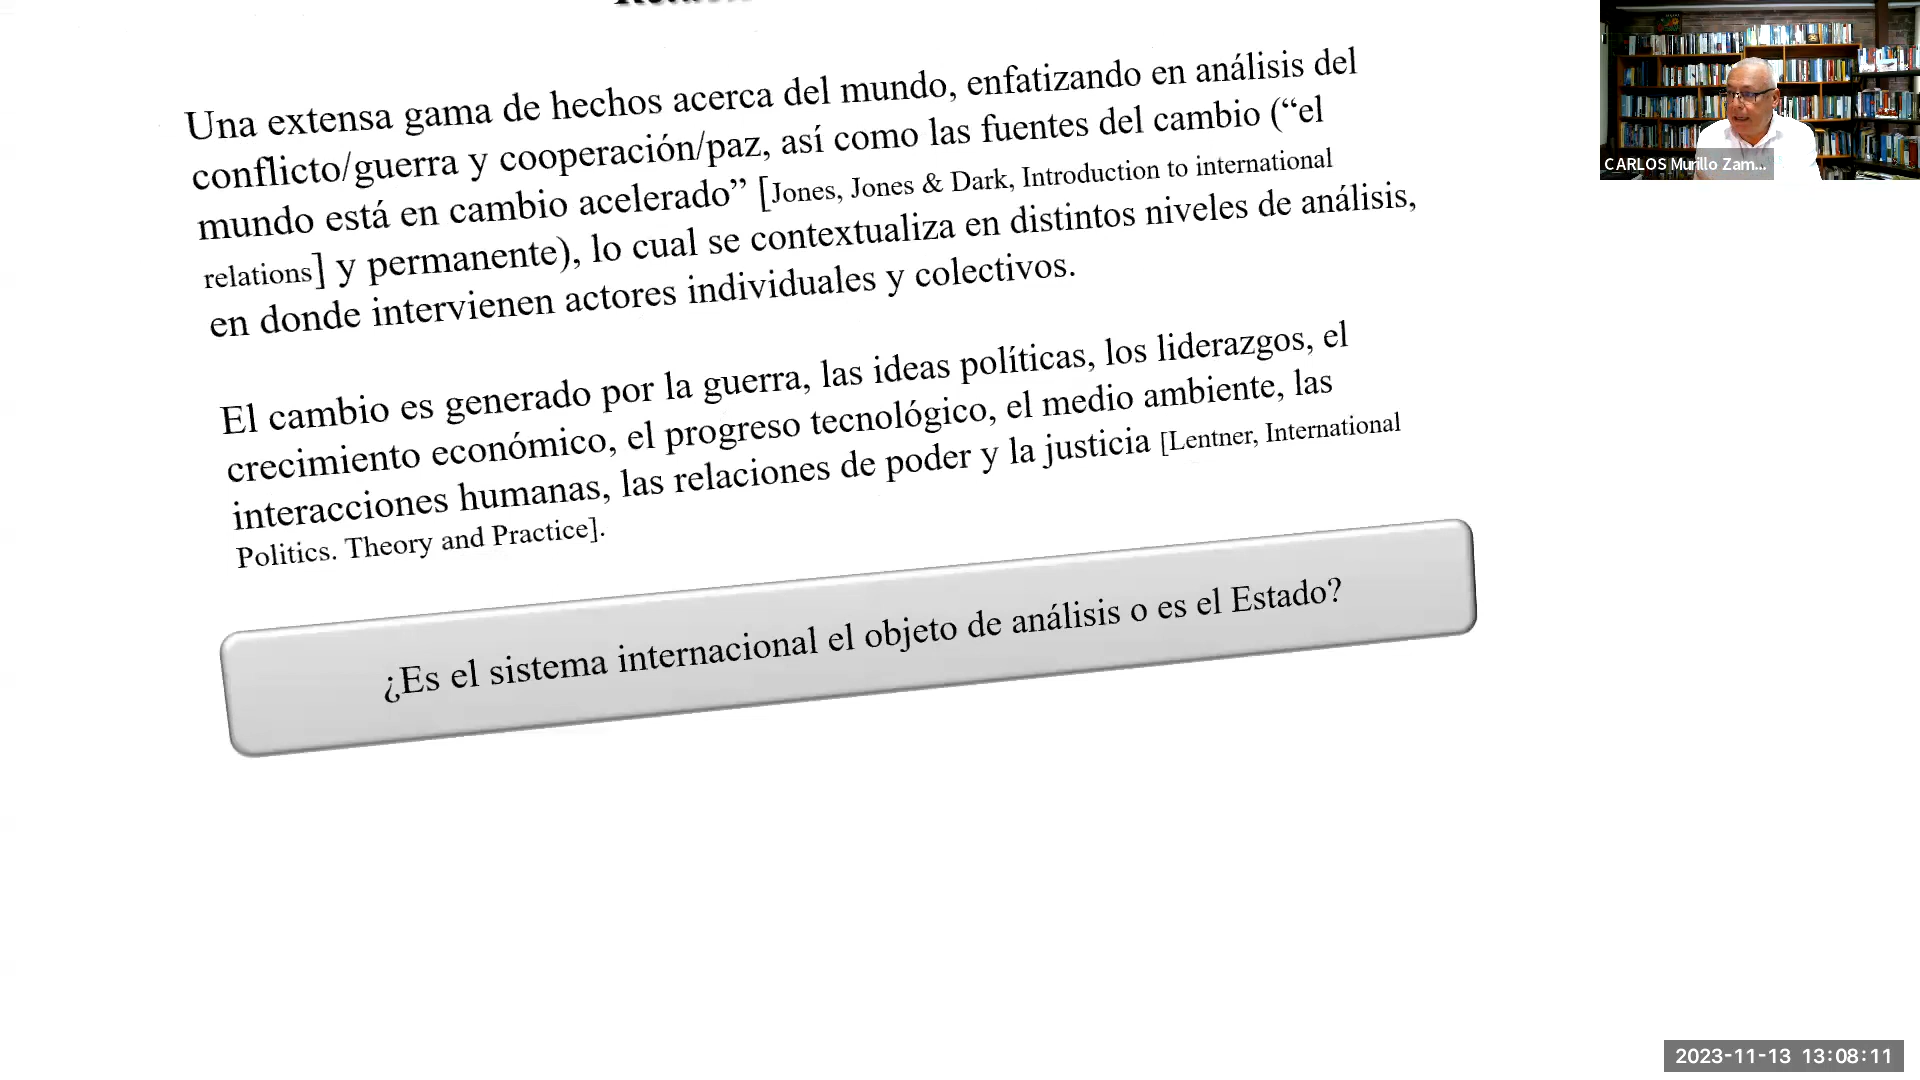 Una extensa gama de hechos acerca del mundo, enfatizando en análisis del
conflicto/guerra y cooperación/paz, así como las fuentes del cambio (“el
mundo está en cambio acelerado” [Jones, Jones & Dark, Introduction to international
relations] y permanente), lo cual se contextualiza en distintos niveles de análisis,
en donde intervienen actores individuales y colectivos.
El cambio es generado por la guerra, las ideas políticas, los liderazgos, el
crecimiento económico, el progreso tecnológico, el medio ambiente, las
interacciones humanas, las relaciones de poder y la justicia [Lentner, International
Politics. Theory and Practice].
¿Es el sistema internacional el objeto de análisis o es el Estado?
CARLOS Murillo Zam...
2023-11-13 13:08:11